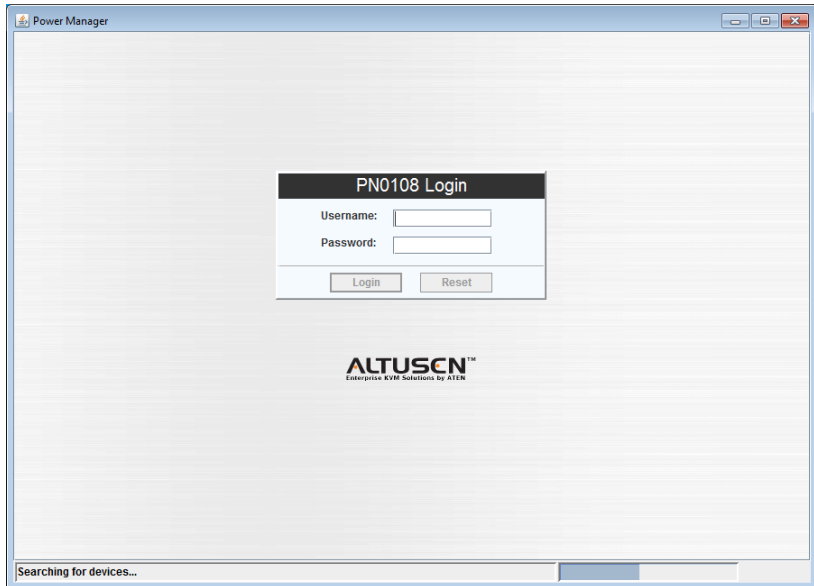 Power Manager
PN0108 Login
Username:
Password:
Login Reset
ALTUSEN™
Enterprise KVM Solutions by ATEN
Searching for devices...